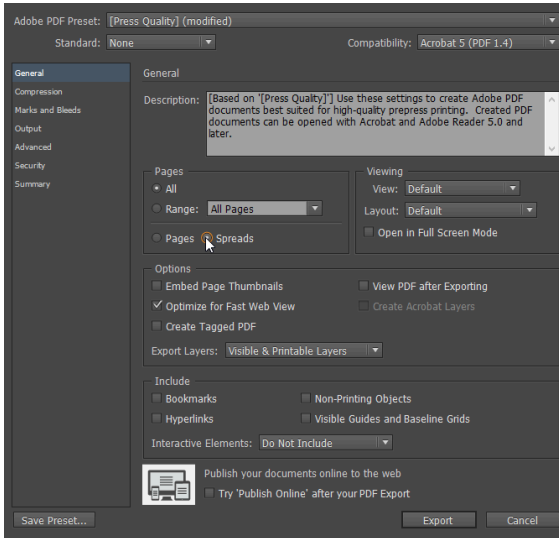 Adobe PDF Preset: [Press Quality] (modified)
Standard: None Compatibility: Acrobat 5 (PDF 1.4)
General
Compression
Marks and Bleeds
Output
Advanced
Security
Summary
General
Description: [Based on '[Press Quality]'] Use these settings to create Adobe PDF
documents best suited for high-quality prepress printing. Created PDF
documents can be opened with Acrobat and Adobe Reader 5.0 and
later.
Pages
All
Range: All Pages
Pages Spreads
Viewing
View: Default
Layout: Default
Open in Full Screen Mode
Options
Embed Page Thumbnails View PDF after Exporting
Optimize for Fast Web View Create Acrobat Layers
Create Tagged PDF
Export Layers: Visible & Printable Layers
Include
Bookmarks Non-Printing Objects
Hyperlinks Visible Guides and Baseline Grids
Interactive Elements: Do Not Include
Publish your documents online to the web
Try 'Publish Online' after your PDF Export
Save Preset... Export Cancel